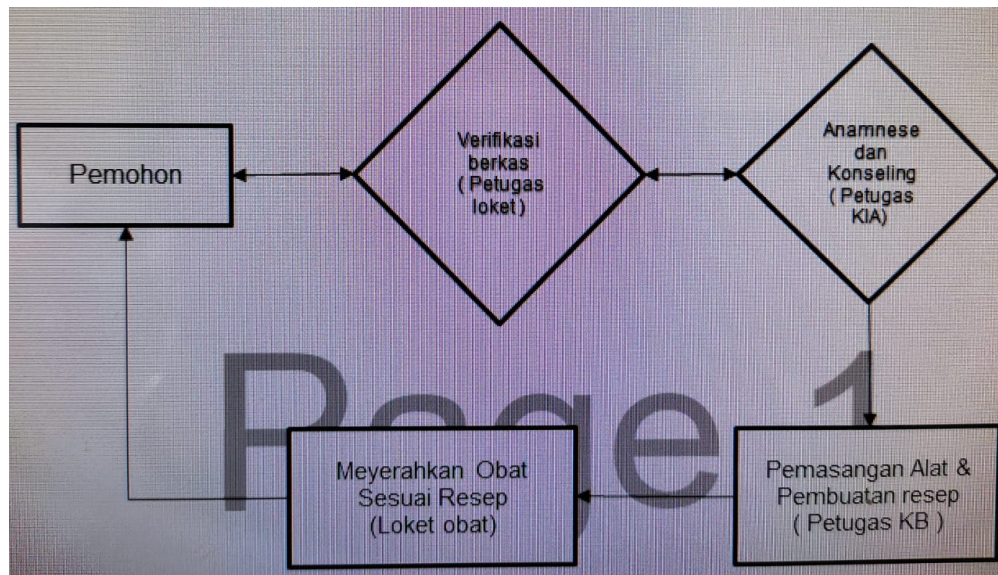 Pemohon
Verifikasi
berkas
( Petugas
loket )
Anamnese
dan
Konseling
( Petugas
KIA)
Page 1
Meyerahkan Obat
Sesuai Resep
(Loket obat)
Pemasangan Alat &
Pembuatan resep
( Petugas KB )